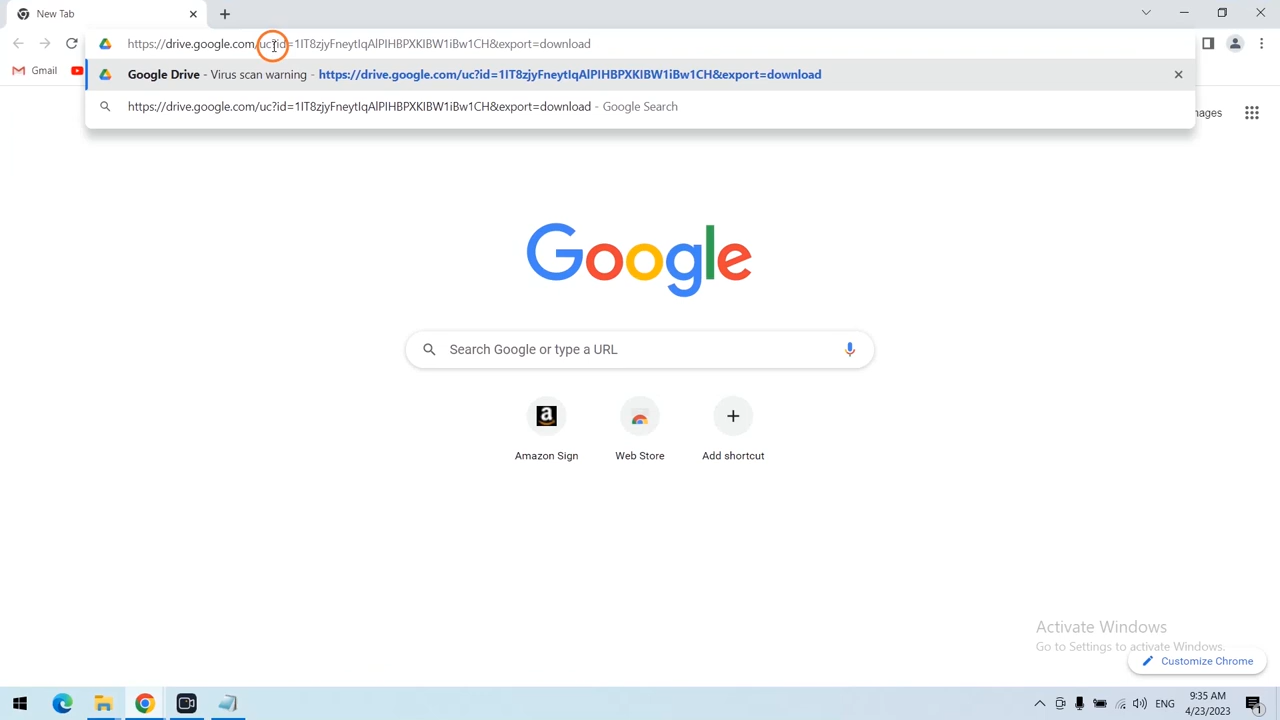 New Tab
https://drive.google.com/uc?id=1IT8zjyFneytIqAlPIHBPXKIBW1iBw1CH&export=download
Gmail
Google Drive - Virus scan warning - https://drive.google.com/uc?id=1IT8zjyFneytIqAlPIHBPXKIBW1iBw1CH&export=download
https://drive.google.com/uc?id=1IT8zjyFneytIqAlPIHBPXKIBW1iBw1CH&export=download - Google Search
Google
Search Google or type a URL
Amazon Sign
Web Store
Add shortcut
Activate Windows
Go to Settings to activate Windows.
Customize Chrome
ENG
9:35 AM
4/23/2023
1